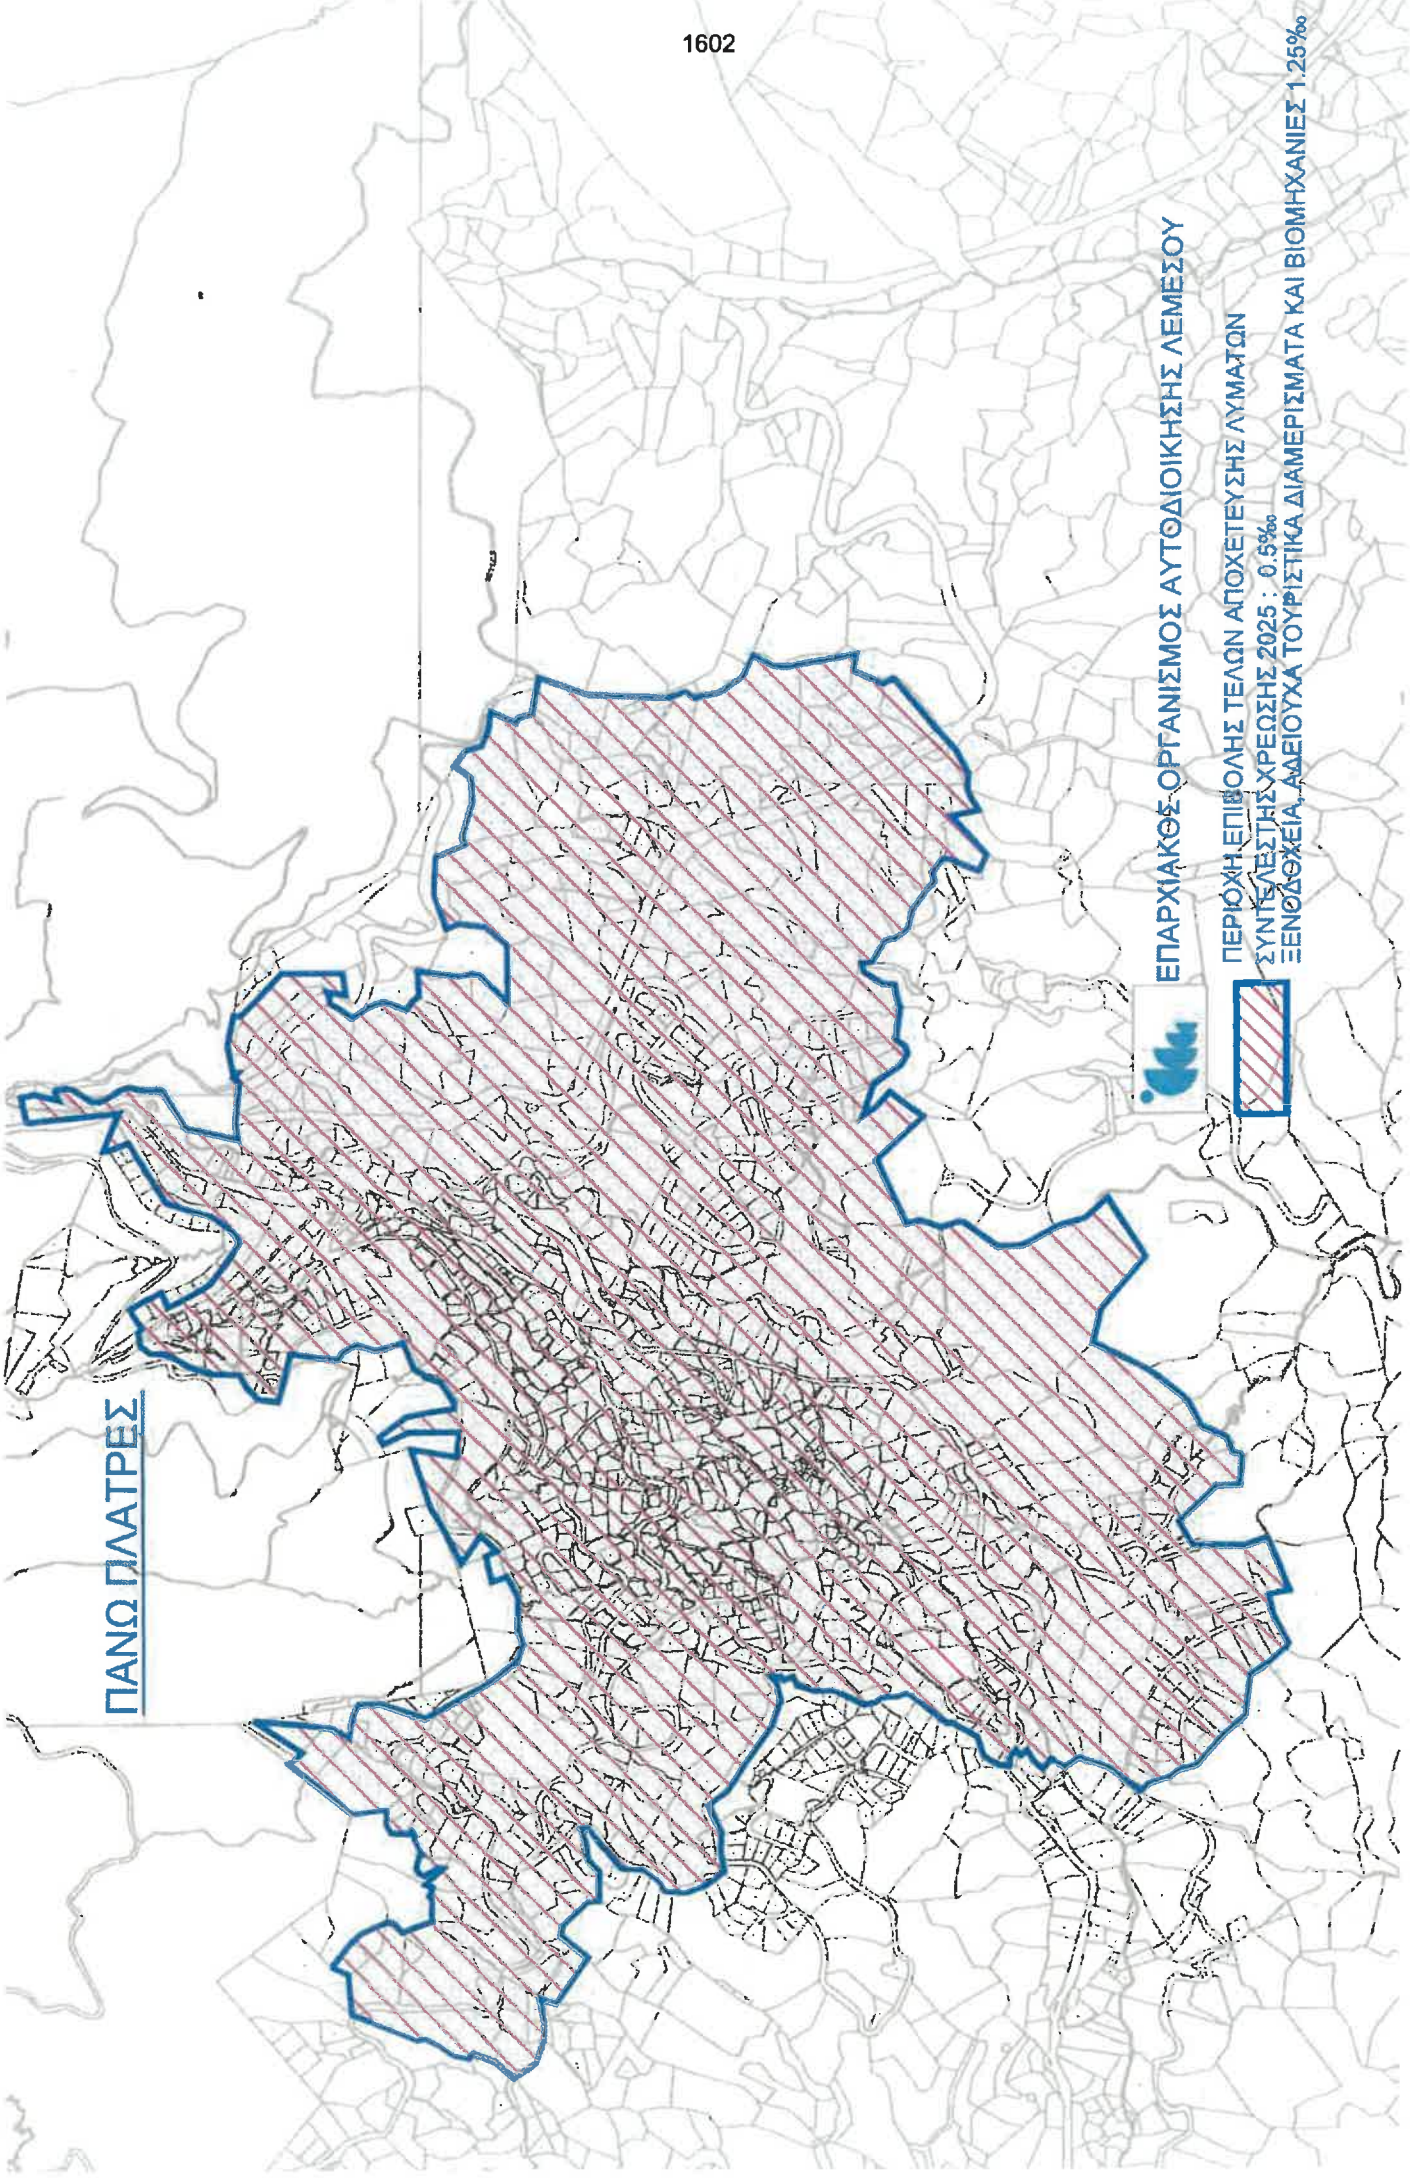 1602
ΠΑΝΩ ΠΛΑΤΡΕΣ
ΕΠΑΡΧΙΑΚΟΣ ΟΡΓΑΝΙΣΜΟΣ ΑΥΤΟΔΙΟΙΚΗΣΗΣ ΛΕΜΕΣΟΥ
ΠΕΡΙΟΧΗ ΕΠΙΒΟΛΗΣ ΤΕΛΩΝ ΑΠΟΧΕΤΕΥΣΗΣ ΛΥΜΑΤΩΝ
ΣΥΝΤΕΛΕΣΤΗΣ ΧΡΕΩΣΗΣ 2025 : 0.5‰
ΞΕΝΟΔΟΧΕΙΑ, ΑΔΕΙΟΥΧΑ ΤΟΥΡΙΣΤΙΚΑ ΔΙΑΜΕΡΙΣΜΑΤΑ ΚΑΙ ΒΙΟΜΗΧΑΝΙΕΣ 1.25‰